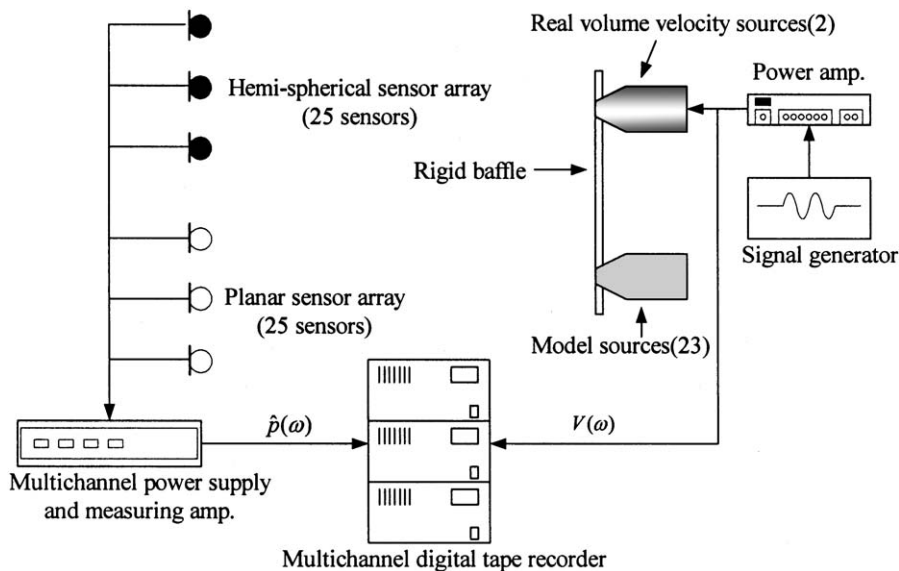 Real volume velocity sources(2)
Power amp.
Hemi-spherical sensor array
(25 sensors)
Rigid baffle
Signal generator
Planar sensor array
(25 sensors)
Model sources(23)
p̂(ω)
V(ω)
Multichannel power supply
and measuring amp.
Multichannel digital tape recorder